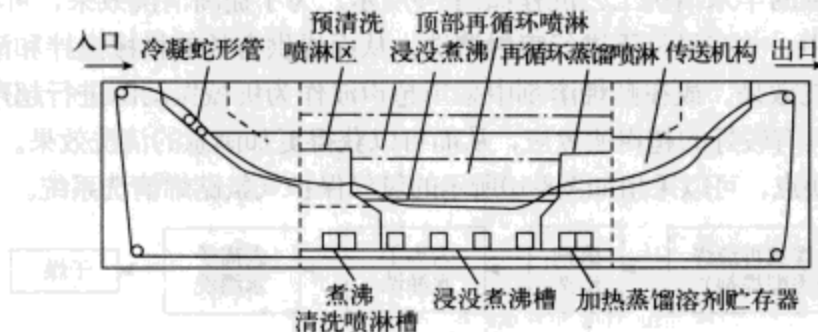 入口
冷凝蛇形管
预清洗
喷淋区
顶部再循环喷淋
浸没煮沸
再循环蒸馏喷淋
传送机构
出口
煮沸
清洗喷淋槽
浸没煮沸槽
加热蒸馏溶剂贮存器